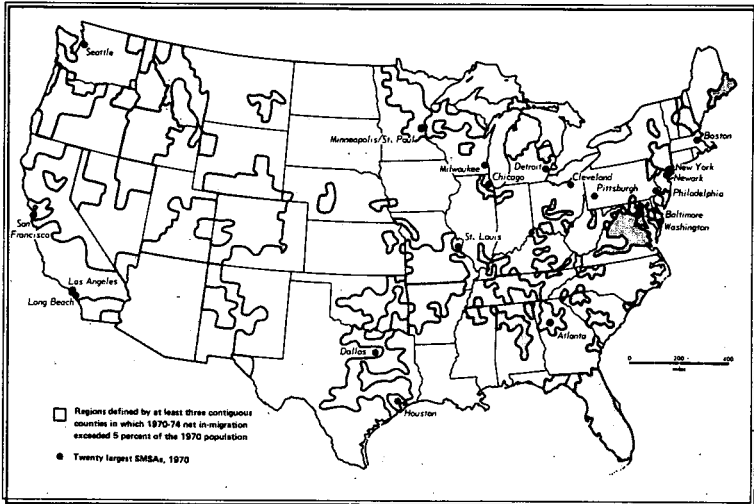 Seattle
Minneapolis/St. Paul
Boston
Milwaukee
Detroit
New York
Chicago
Cleveland
Newark
Pittsburgh
Philadelphia
San
Francisco
Baltimore
St. Louis
Washington
Las Angeles
Long Beach
Atlanta
Dallas
0 200 400
miles
Houston
Regions defined by at least three contiguous
counties in which 1970-74 net in-migration
exceeded 5 percent of the 1970 population
Twenty largest SMSAs, 1970